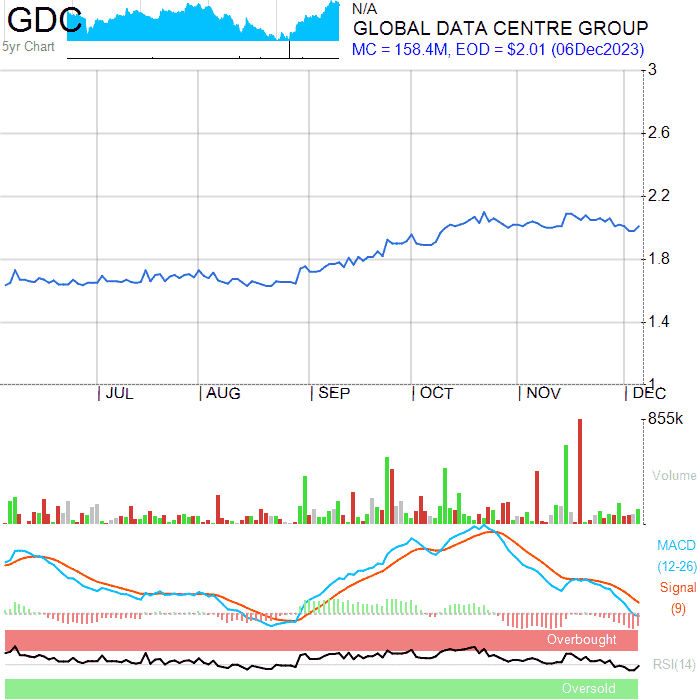 GDC
5yr Chart
N/A
GLOBAL DATA CENTRE GROUP
MC = 158.4M, EOD = $2.01 (06Dec2023)
3
2.6
2.2
1.8
1.4
1
JUL AUG SEP OCT NOV DEC
855k
Volume
MACD
(12-26)
Signal
(9)
Overbought
RSI(14)
Oversold